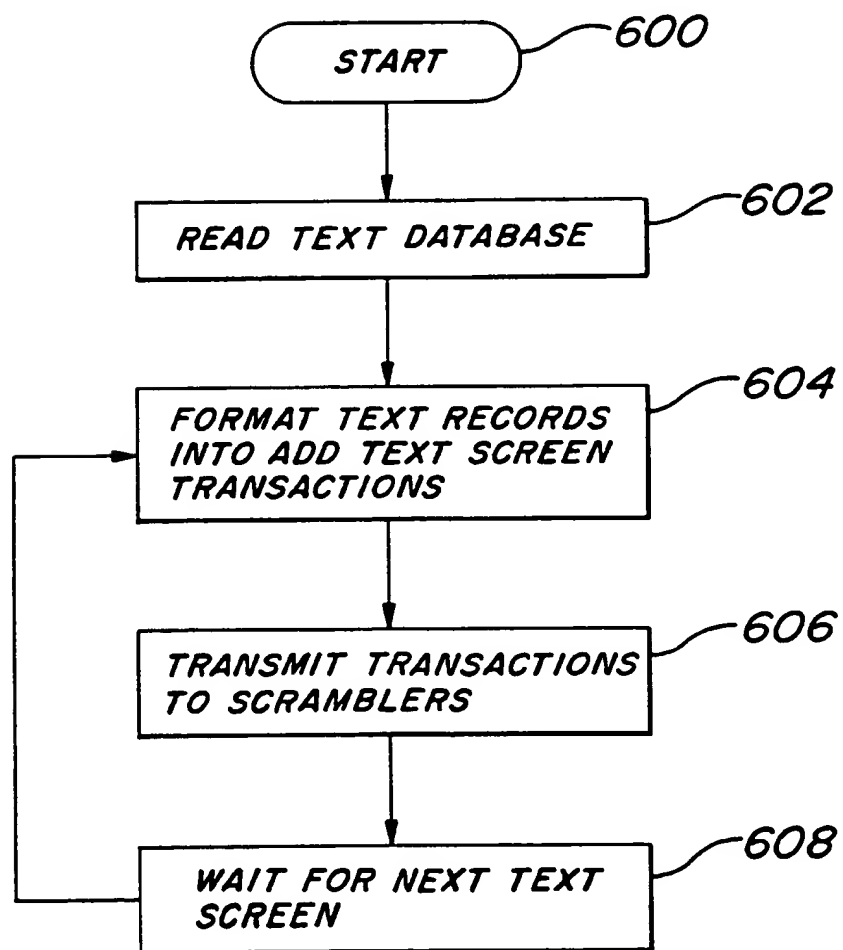 START
600
READ TEXT DATABASE
602
FORMAT TEXT RECORDS
INTO ADD TEXT SCREEN
TRANSACTIONS
604
TRANSMIT TRANSACTIONS
TO SCRAMBLERS
606
WAIT FOR NEXT TEXT
SCREEN
608